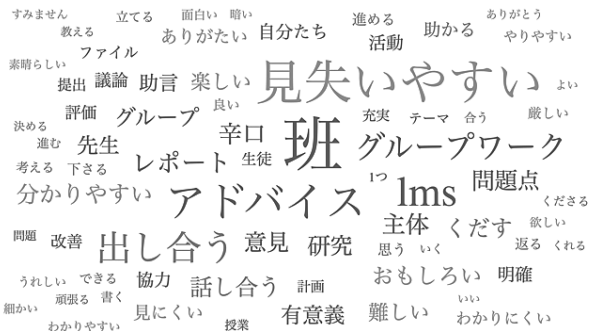 すみません 立てる 面白い 暗い ありがとう
教える ありがたい 自分たち 進める 助かる やりやすい
ファイル 活動
素晴らしい 提出 議論 助言 楽しい 見失いやすい よい
評価 グループ 良い 充実 テーマ 合う 厳しい
決める 進む 先生 辛口 班 グループワーク
考える 下さる レポート 生徒
分かりやすい アドバイス lms 問題点 くださる
主体 くだす 欲しい
問題 改善 出し合う 意見 研究 思う いく 返る くれる
うれしい できる 協力 話し合う 計画 おもしろい 明確
細かい 頑張る 書く 見にくい 有意義 難しい いい わかりにくい
わかりやすい 授業